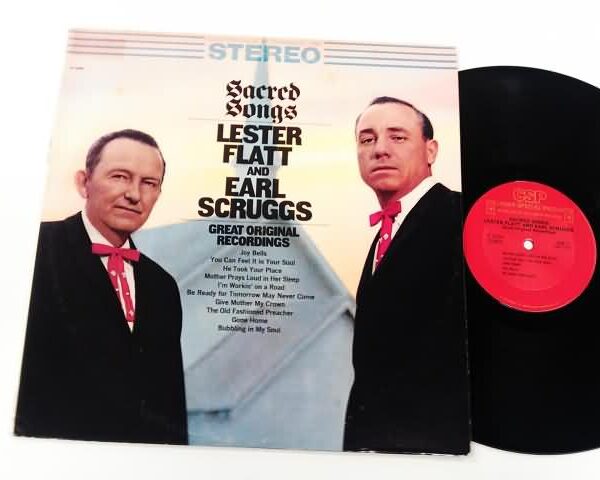 STEREO
Sacred
Songs
LESTER
FLATT
AND
EARL
SCRUGGS
GREAT ORIGINAL
RECORDINGS
Joy Bells
You Can Feel It in Your Soul
He Took Your Place
Mother Prays Loud in Her Sleep
I'm Workin' on a Road
Be Ready for Tomorrow May Never Come
Give Mother My Crown
The Old Fashioned Preacher
Gone Home
Bubbling in My Soul
CSP
SACRED SONGS
LESTER FLATT AND EARL SCRUGGS